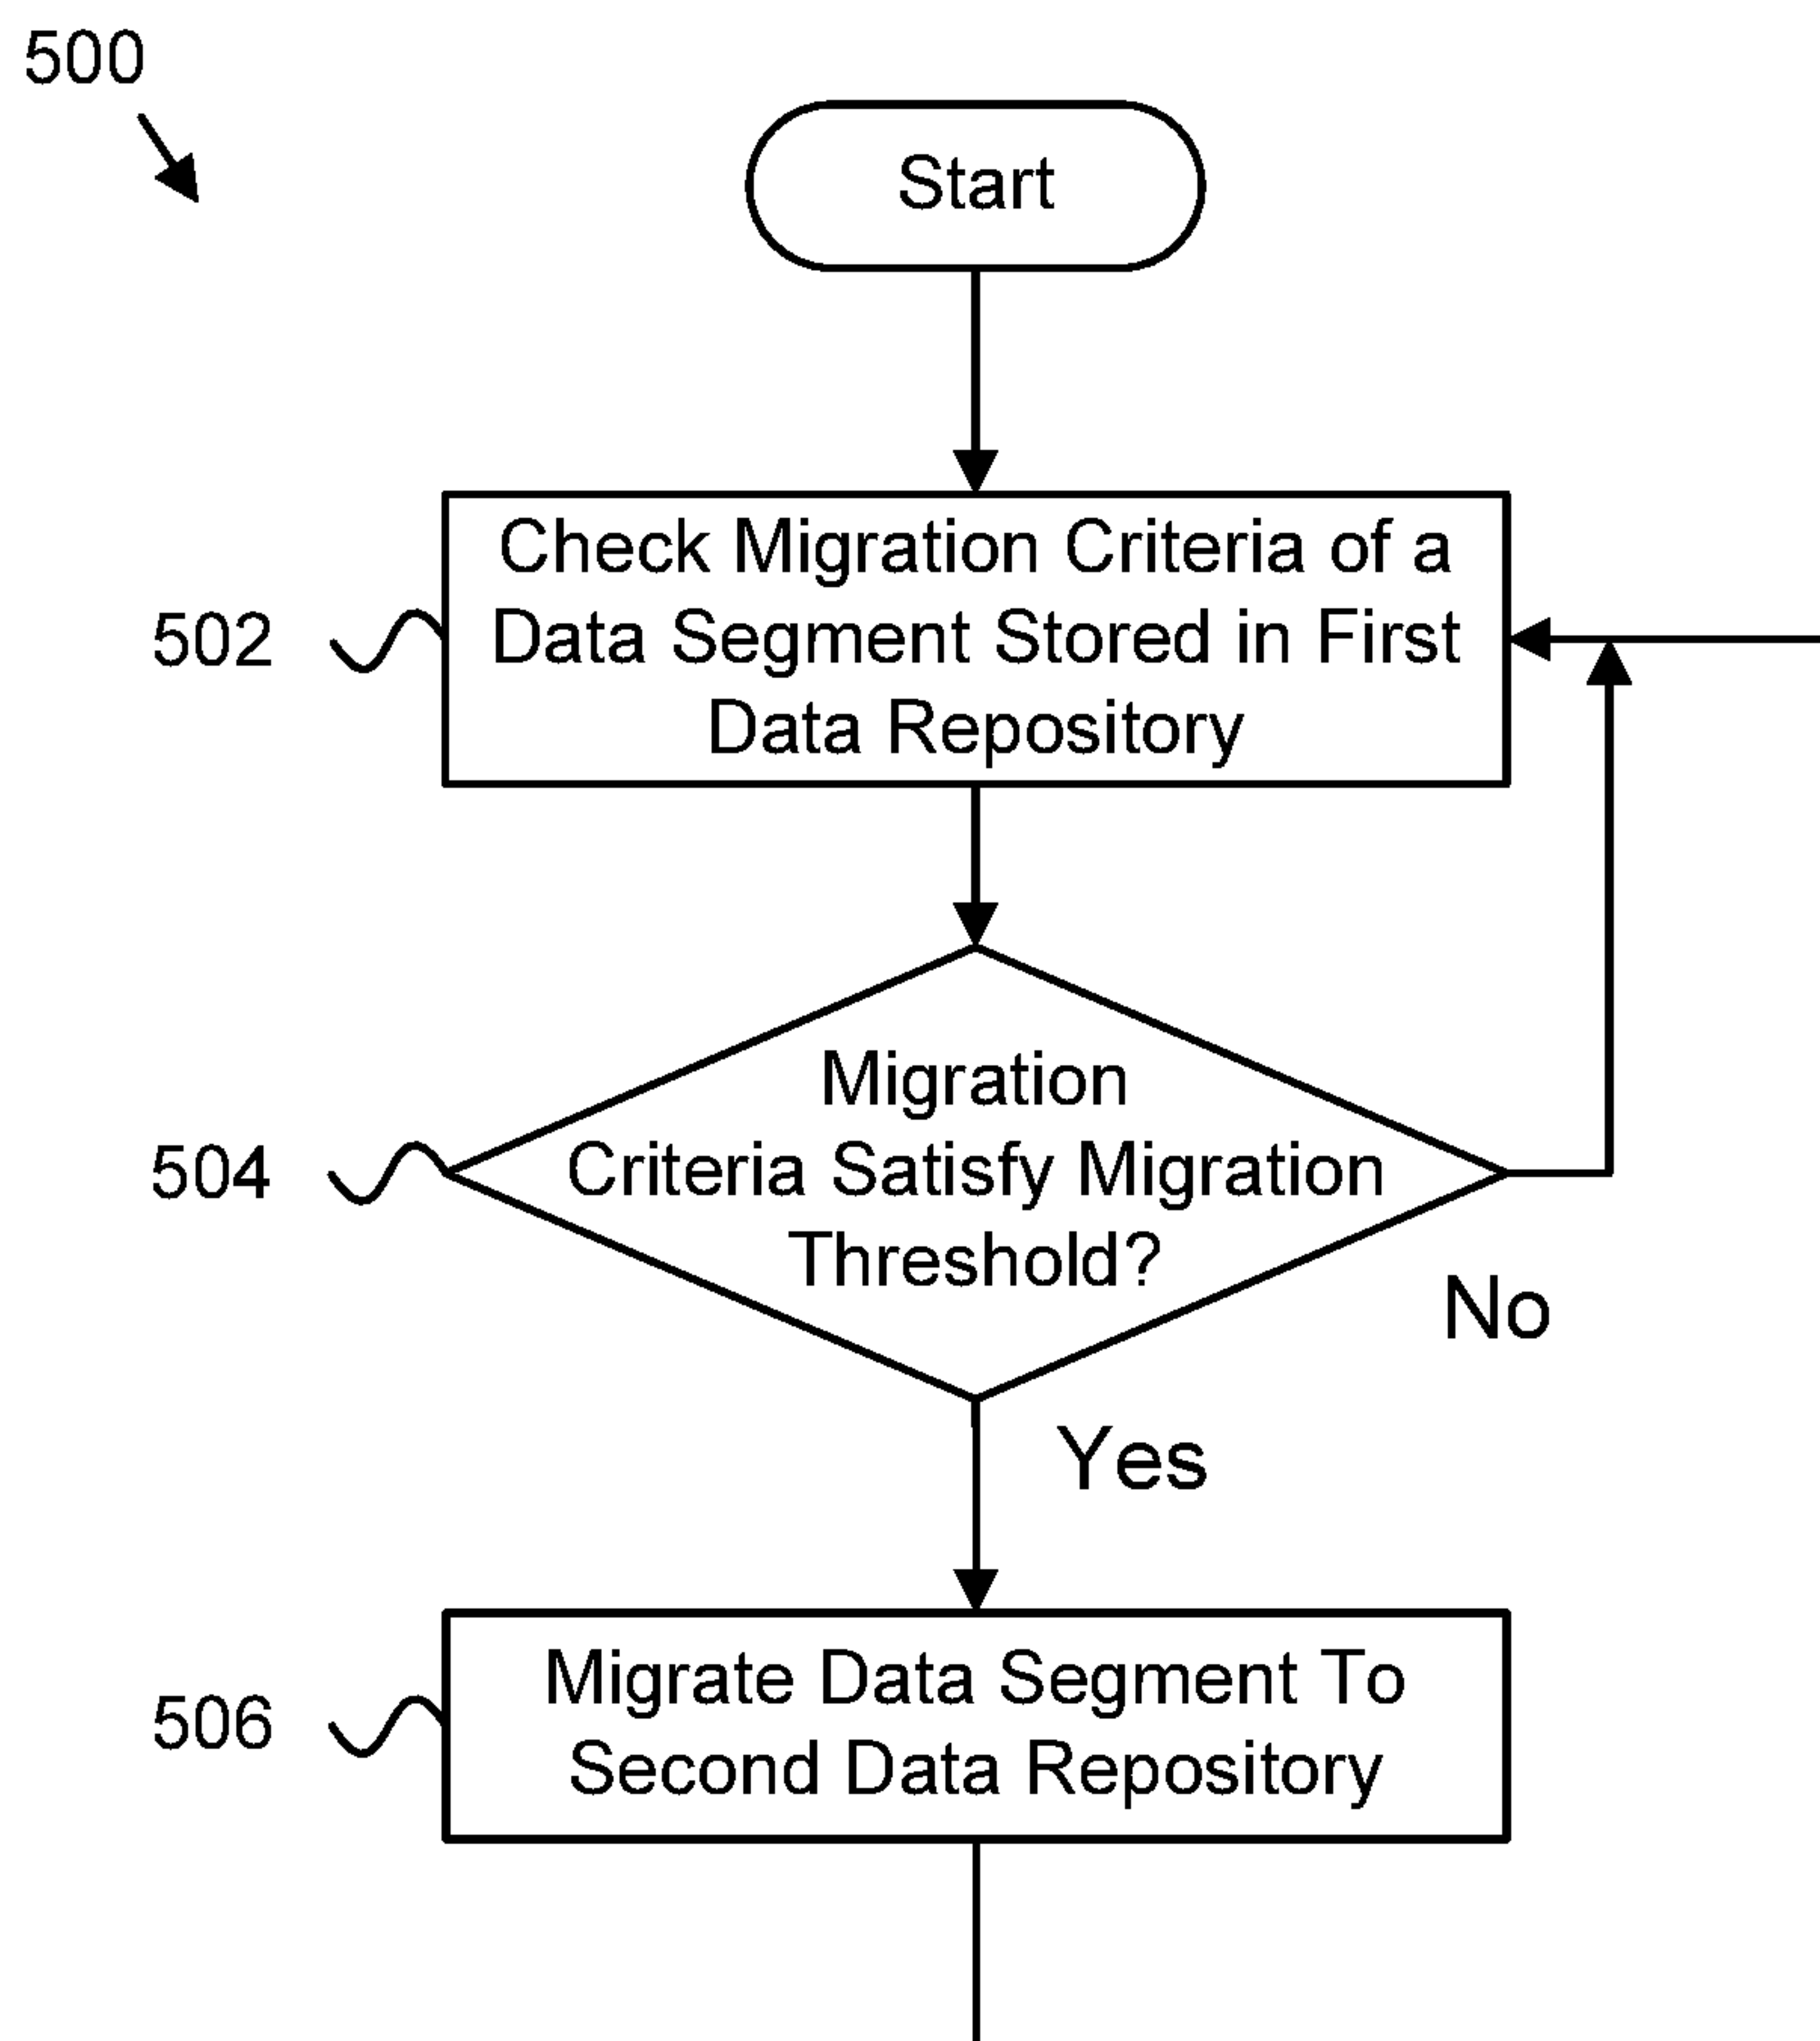 500
Start
502
Check Migration Criteria of a
Data Segment Stored in First
Data Repository
504
Migration
Criteria Satisfy Migration
Threshold?
No
Yes
506
Migrate Data Segment To
Second Data Repository